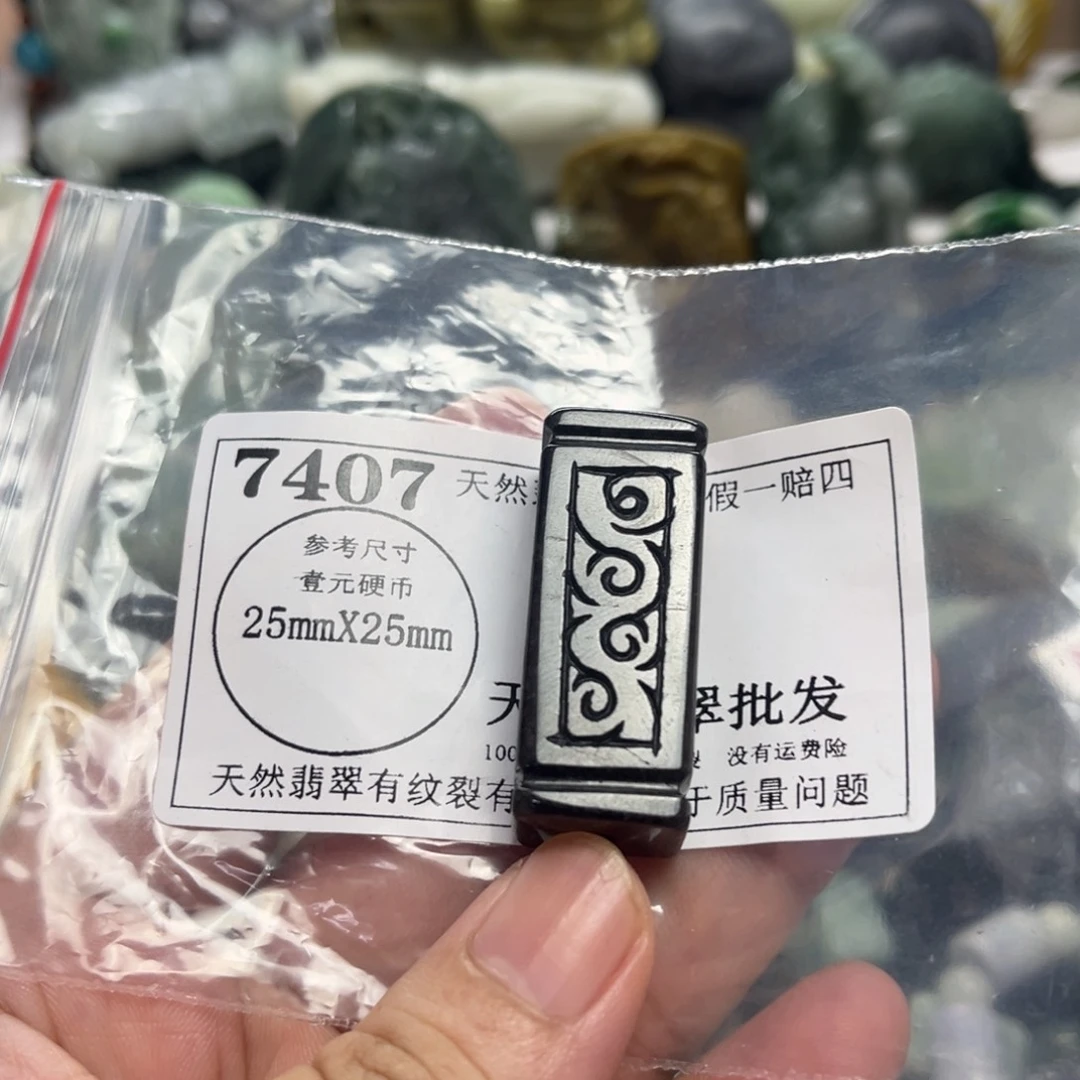 7407 天然 假一赔四
参考尺寸
壹元硬币
25mmX25mm
天 翠批发
100 没有运费险
天然翡翠有纹裂有 于质量问题